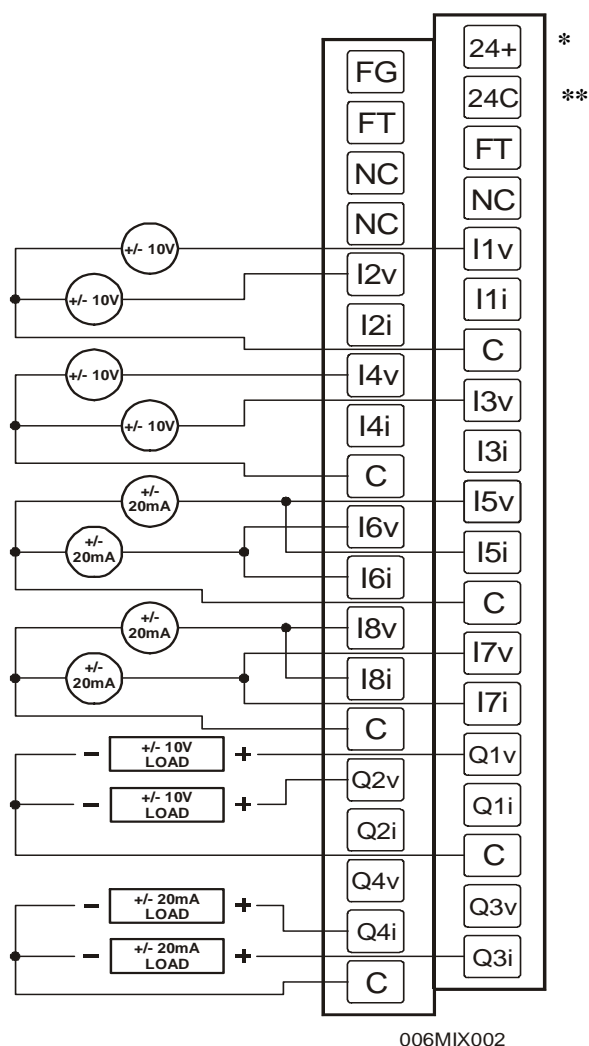 24+ *
FG
24C **
FT
FT
NC
NC
NC
+/- 10V
I1v
+/- 10V
I2v
I1i
I2i
C
+/- 10V
I4v
I3v
+/- 10V
I4i
I3i
C
+/-
20mA
I5v
I6v
+/-
20mA
I5i
I6i
C
+/-
20mA
I8v
I7v
+/-
20mA
I8i
I7i
C
– +/- 10V
LOAD +
Q1v
Q2v
– +/- 10V
LOAD +
Q1i
Q2i
C
Q4v
– +/- 20mA
LOAD +
Q3v
Q4i
– +/- 20mA
LOAD +
Q3i
C
006MIX002